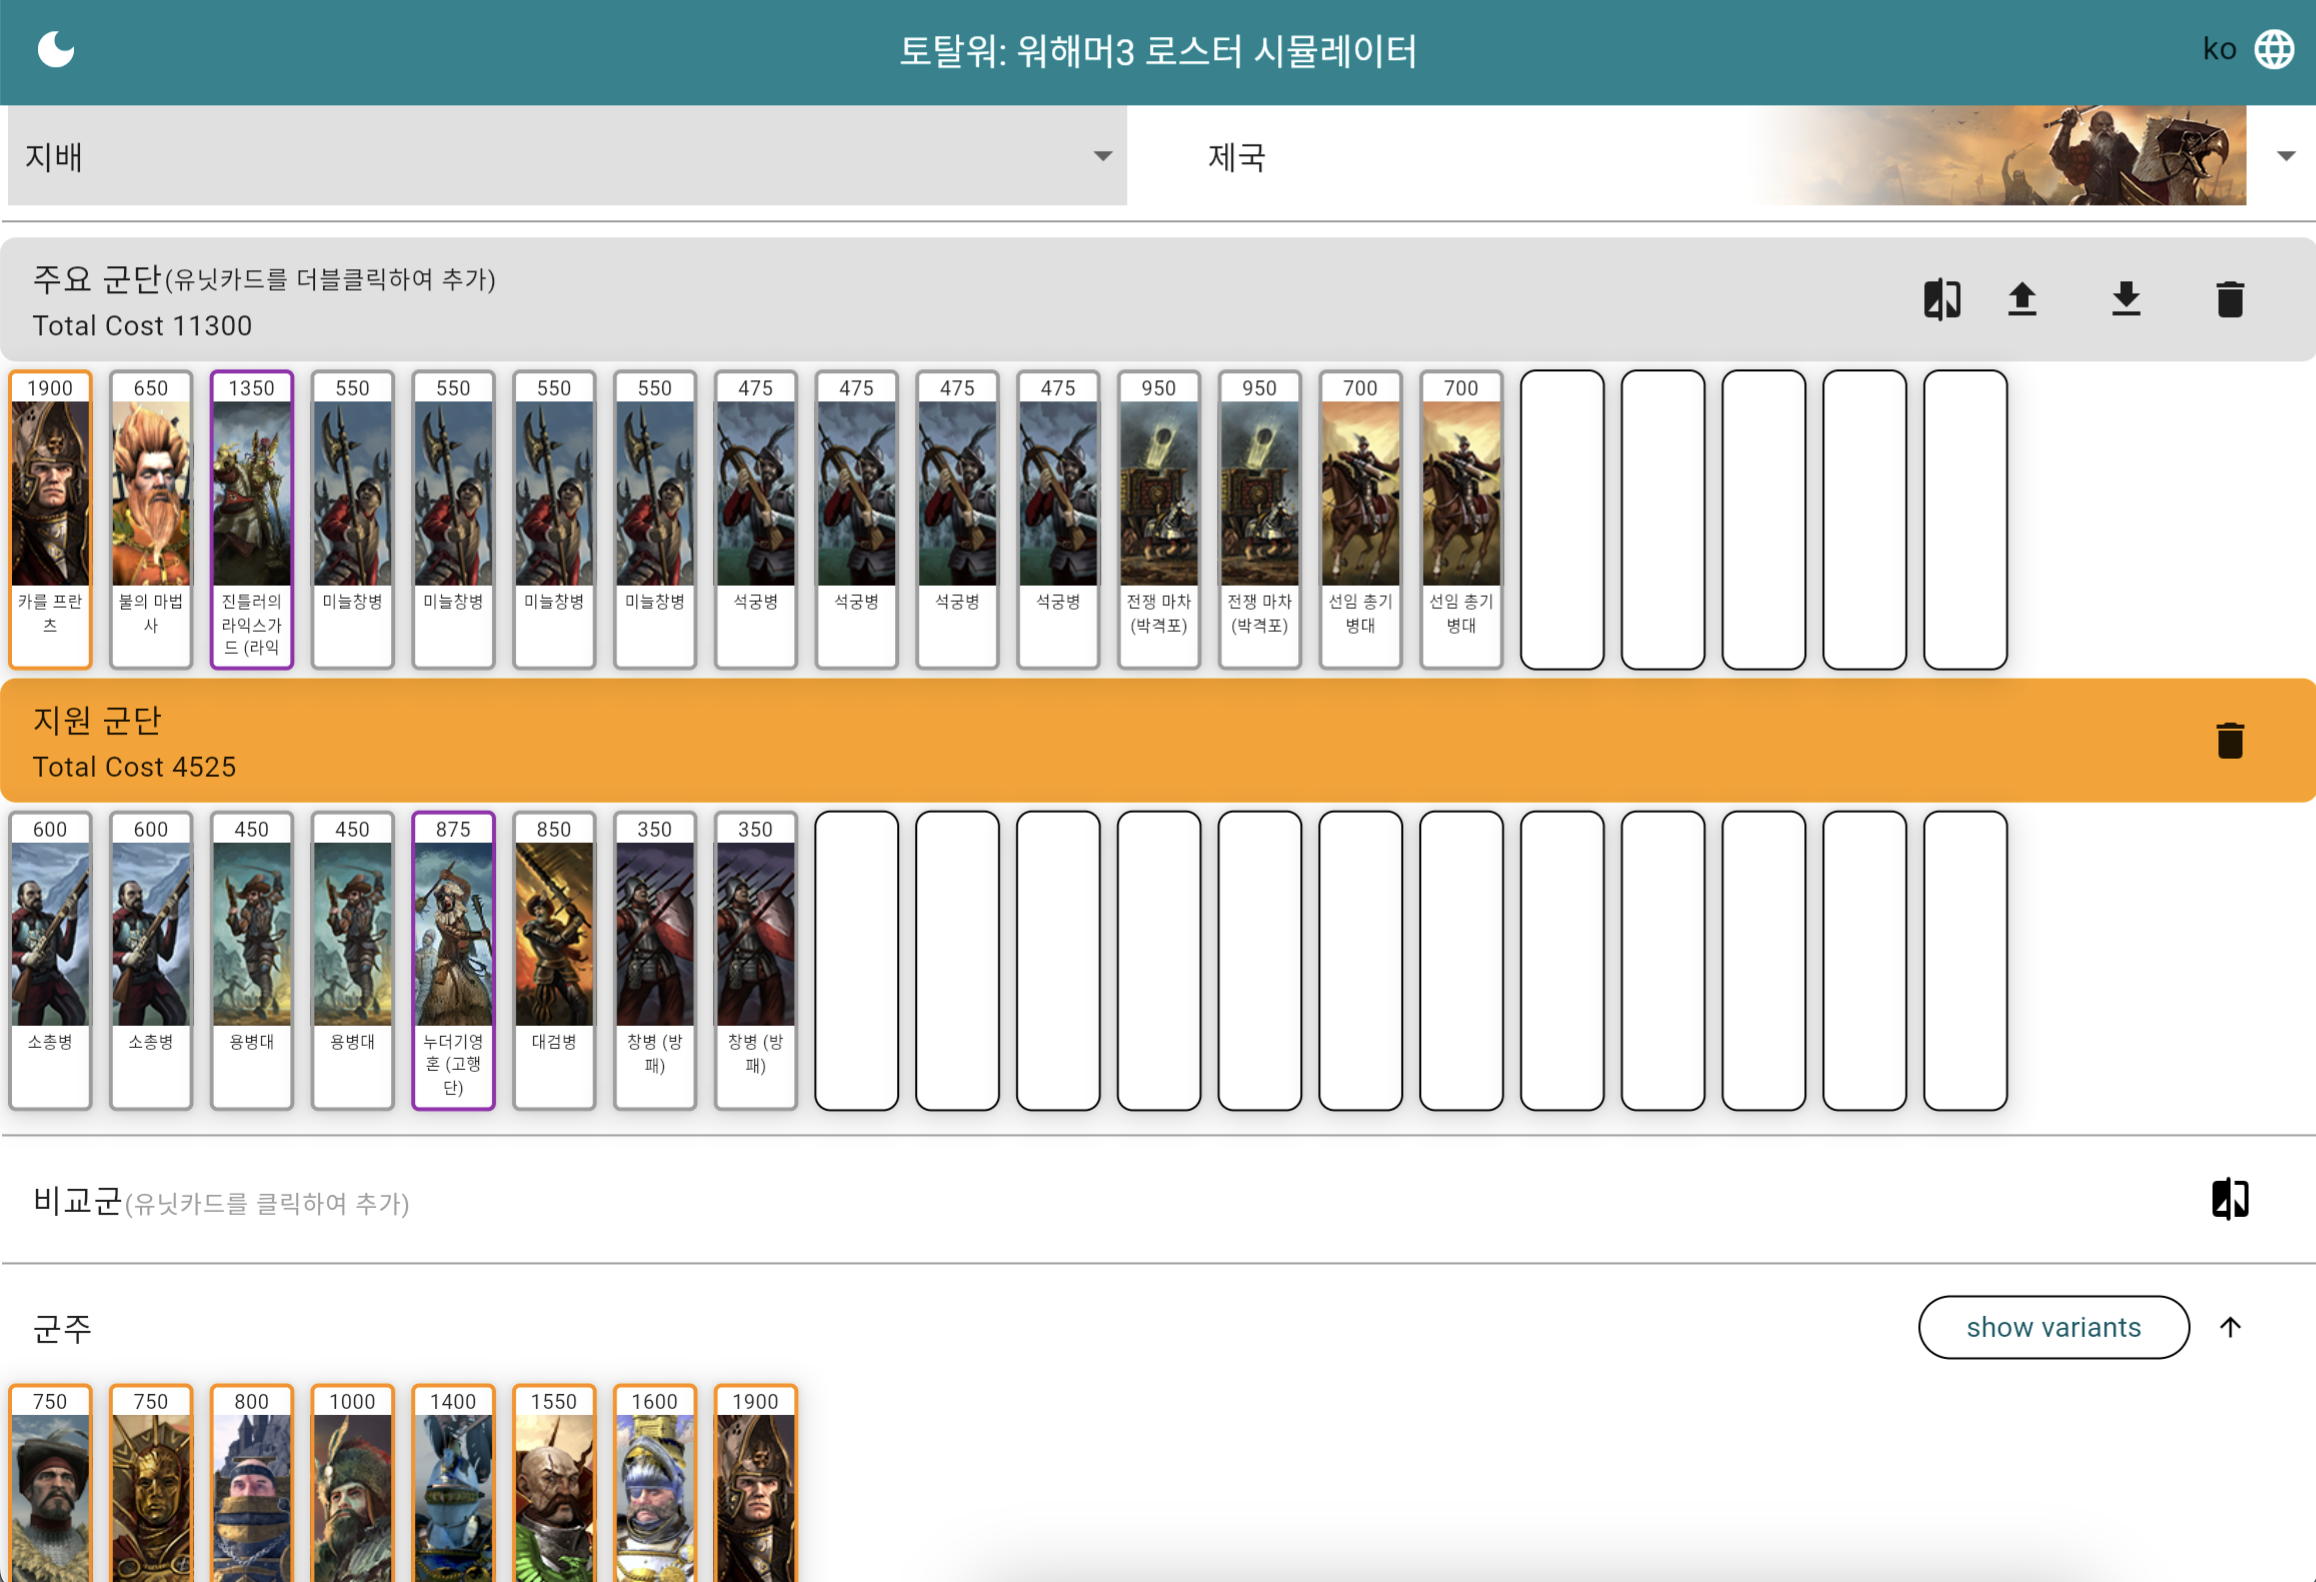 토탈워: 워해머3 로스터 시뮬레이터
ko
지배
제국
주요 군단(유닛카드를 더블클릭하여 추가)
Total Cost 11300
1900 650 1350 550 550 550 550 475 475 475 475 950 950 700 700
카를 프란츠
불의 마법사
진틀러의 라익스가드 (라익
미늘창병
미늘창병
미늘창병
미늘창병
석궁병
석궁병
석궁병
석궁병
전쟁 마차 (박격포)
전쟁 마차 (박격포)
선임 총기병대
선임 총기병대
지원 군단
Total Cost 4525
600 600 450 450 875 850 350 350
소총병
소총병
용병대
용병대
누더기영혼 (고행단)
대검병
창병 (방패)
창병 (방패)
비교군(유닛카드를 클릭하여 추가)
군주
show variants
750 750 800 1000 1400 1550 1600 1900